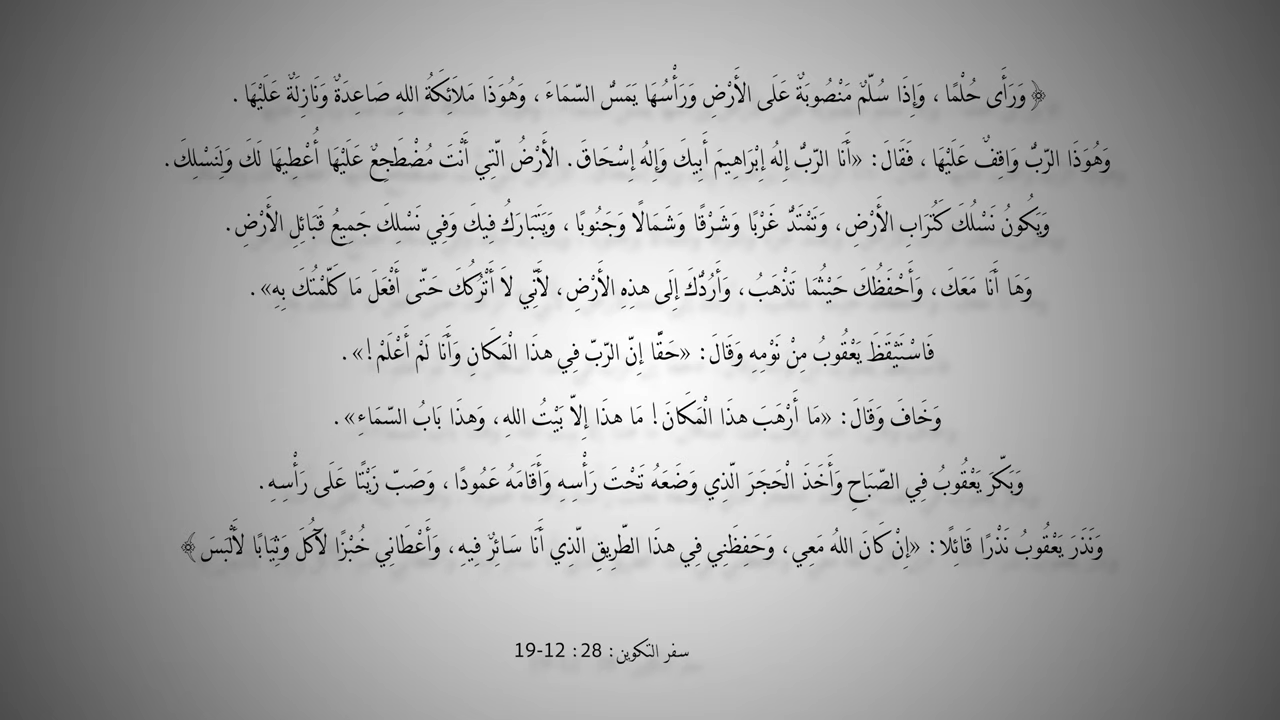 ﴿ وَرَأَى حُلْمًا ، وَإِذَا سُلَّمٌ مَنْصُوبَةٌ عَلَى الأَرْضِ وَرَأْسُهَا يَمَسُّ السَّمَاءَ ، وَهُوَذَا مَلاَئِكَةُ اللهِ صَاعِدَةٌ وَنَازِلَةٌ عَلَيْهَا .
وَهُوَذَا الرَّبُّ وَاقِفٌ عَلَيْهَا ، فَقَالَ: «أَنَا الرَّبُّ إِلهُ إِبْرَاهِيمَ أَبِيكَ وَإِلهُ إِسْحَاقَ. الأَرْضُ الَّتِي أَنْتَ مُضْطَجِعٌ عَلَيْهَا أُعْطِيهَا لَكَ وَلِنَسْلِكَ.
وَيَكُونُ نَسْلُكَ كَتُرَابِ الأَرْضِ، وَتَمْتَدُّ غَرْبًا وَشَرْقًا وَشَمَالًا وَجَنُوبًا ، وَيَتَبَارَكُ فِيكَ وَفِي نَسْلِكَ جَمِيعُ قَبَائِلِ الأَرْضِ.
وَهَا أَنَا مَعَكَ، وَأَحْفَظُكَ حَيْثُمَا تَذْهَبُ، وَأَرُدُّكَ إِلَى هذِهِ الأَرْضِ، لأَنِّي لاَ أَتْرُكُكَ حَتَّى أَفْعَلَ مَا كَلَّمْتُكَ بِهِ».
فَاسْتَيْقَظَ يَعْقُوبُ مِنْ نَوْمِهِ وَقَالَ: «حَقًّا إِنَّ الرَّبَّ فِي هذَا الْمَكَانِ وَأَنَا لَمْ أَعْلَمْ!».
وَخَافَ وَقَالَ: «مَا أَرْهَبَ هذَا الْمَكَانَ! مَا هذَا إِلاَّ بَيْتُ اللهِ، وَهذَا بَابُ السَّمَاءِ».
وَبَكَّرَ يَعْقُوبُ فِي الصَّبَاحِ وَأَخَذَ الْحَجَرَ الَّذِي وَضَعَهُ تَحْتَ رَأْسِهِ وَأَقَامَهُ عَمُودًا ، وَصَبَّ زَيْتًا عَلَى رَأْسِهِ.
وَنَذَرَ يَعْقُوبُ نَذْرًا قَائِلًا: «إِنْ كَانَ اللهُ مَعِي، وَحَفِظَنِي فِي هذَا الطَّرِيقِ الَّذِي أَنَا سَائِرٌ فِيهِ، وَأَعْطَانِي خُبْزًا لآكُلَ وَثِيَابًا لأَلْبَسَ ﴾
سفر التكوين: 28: 12-19